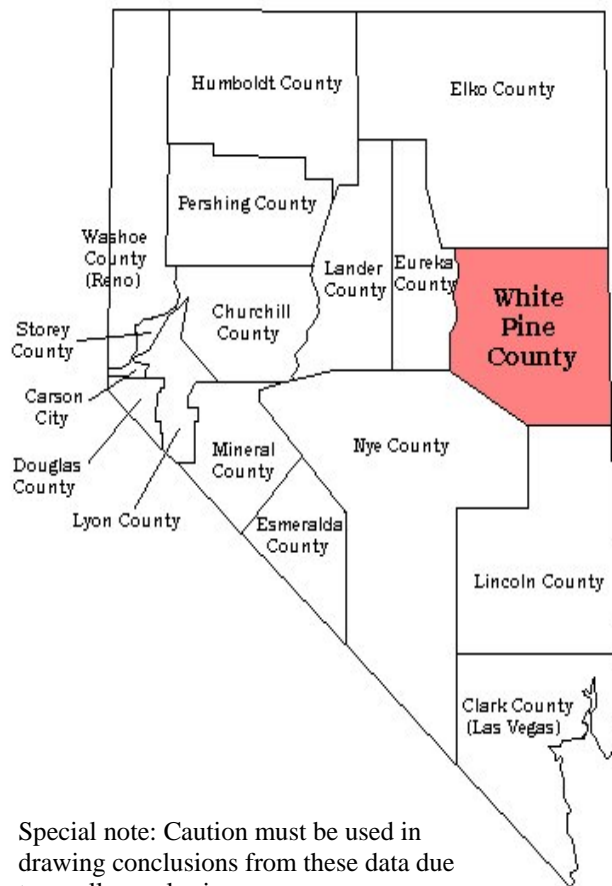 Humboldt County
Elko County
Pershing County
Washoe
County
(Reno)
Lander
County
Eureka
County
White
Pine
County
Churchill
County
Storey
County
Carson
City
Douglas
County
Lyon County
Mineral
County
Nye County
Esmeralda
County
Lincoln County
Clark County
(Las Vegas)
Special note: Caution must be used in
drawing conclusions from these data due